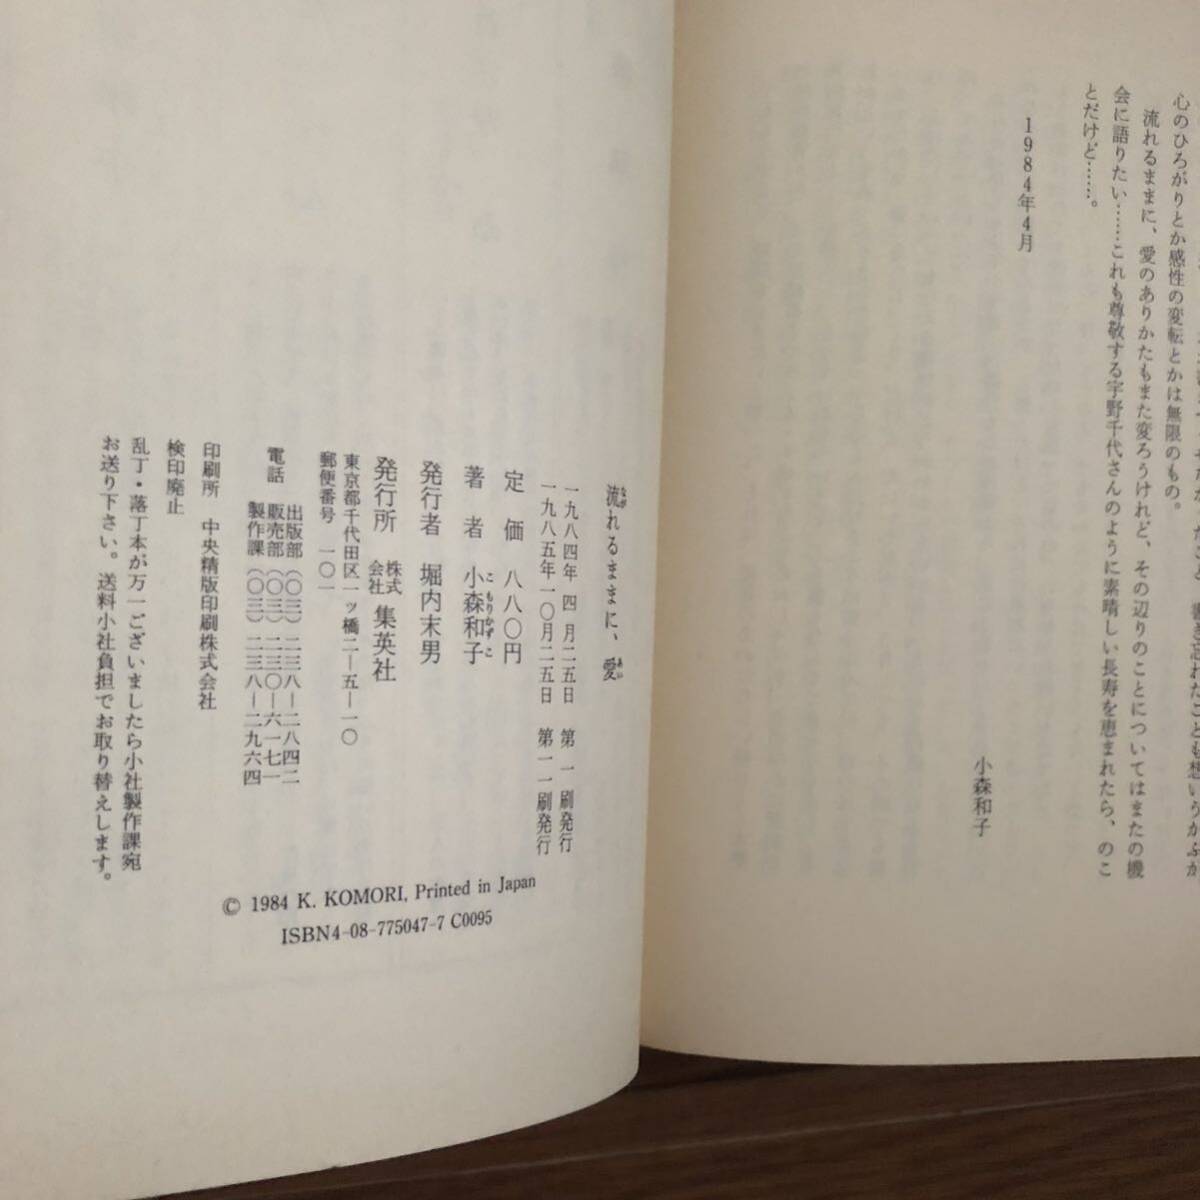 心のひろがりとか感性の変転とかは無限のもの。
流れるままに、愛のありかたもまた変ろうけれど、その辺りのことについてはまたの機
会に語りたい……これも尊敬する宇野千代さんのように素晴しい長寿を恵まれたら、のこ
とだけど……。
1984年4月
小森和子
流れるままに、愛
なが
あい
一九八四年 四 月二五日 第 一 刷発行
一九八五年一〇月二五日 第一一刷発行
定 価 八八〇円
著 者 小森和子
こもりかずこ
発行者 堀内末男
発行所 株式会社 集英社
東京都千代田区一ッ橋二―五―一〇
郵便番号 一〇一
電話 出版部(〇三)二三八―二八四二
販売部(〇三)二三〇―六一七一
製作課(〇三)二三八―二九六四
印刷所 中央精版印刷株式会社
検印廃止
乱丁・落丁本が万一ございましたら小社製作課宛
お送り下さい。送料小社負担でお取り替えします。
© 1984 K. KOMORI, Printed in Japan
ISBN4-08-775047-7 C0095